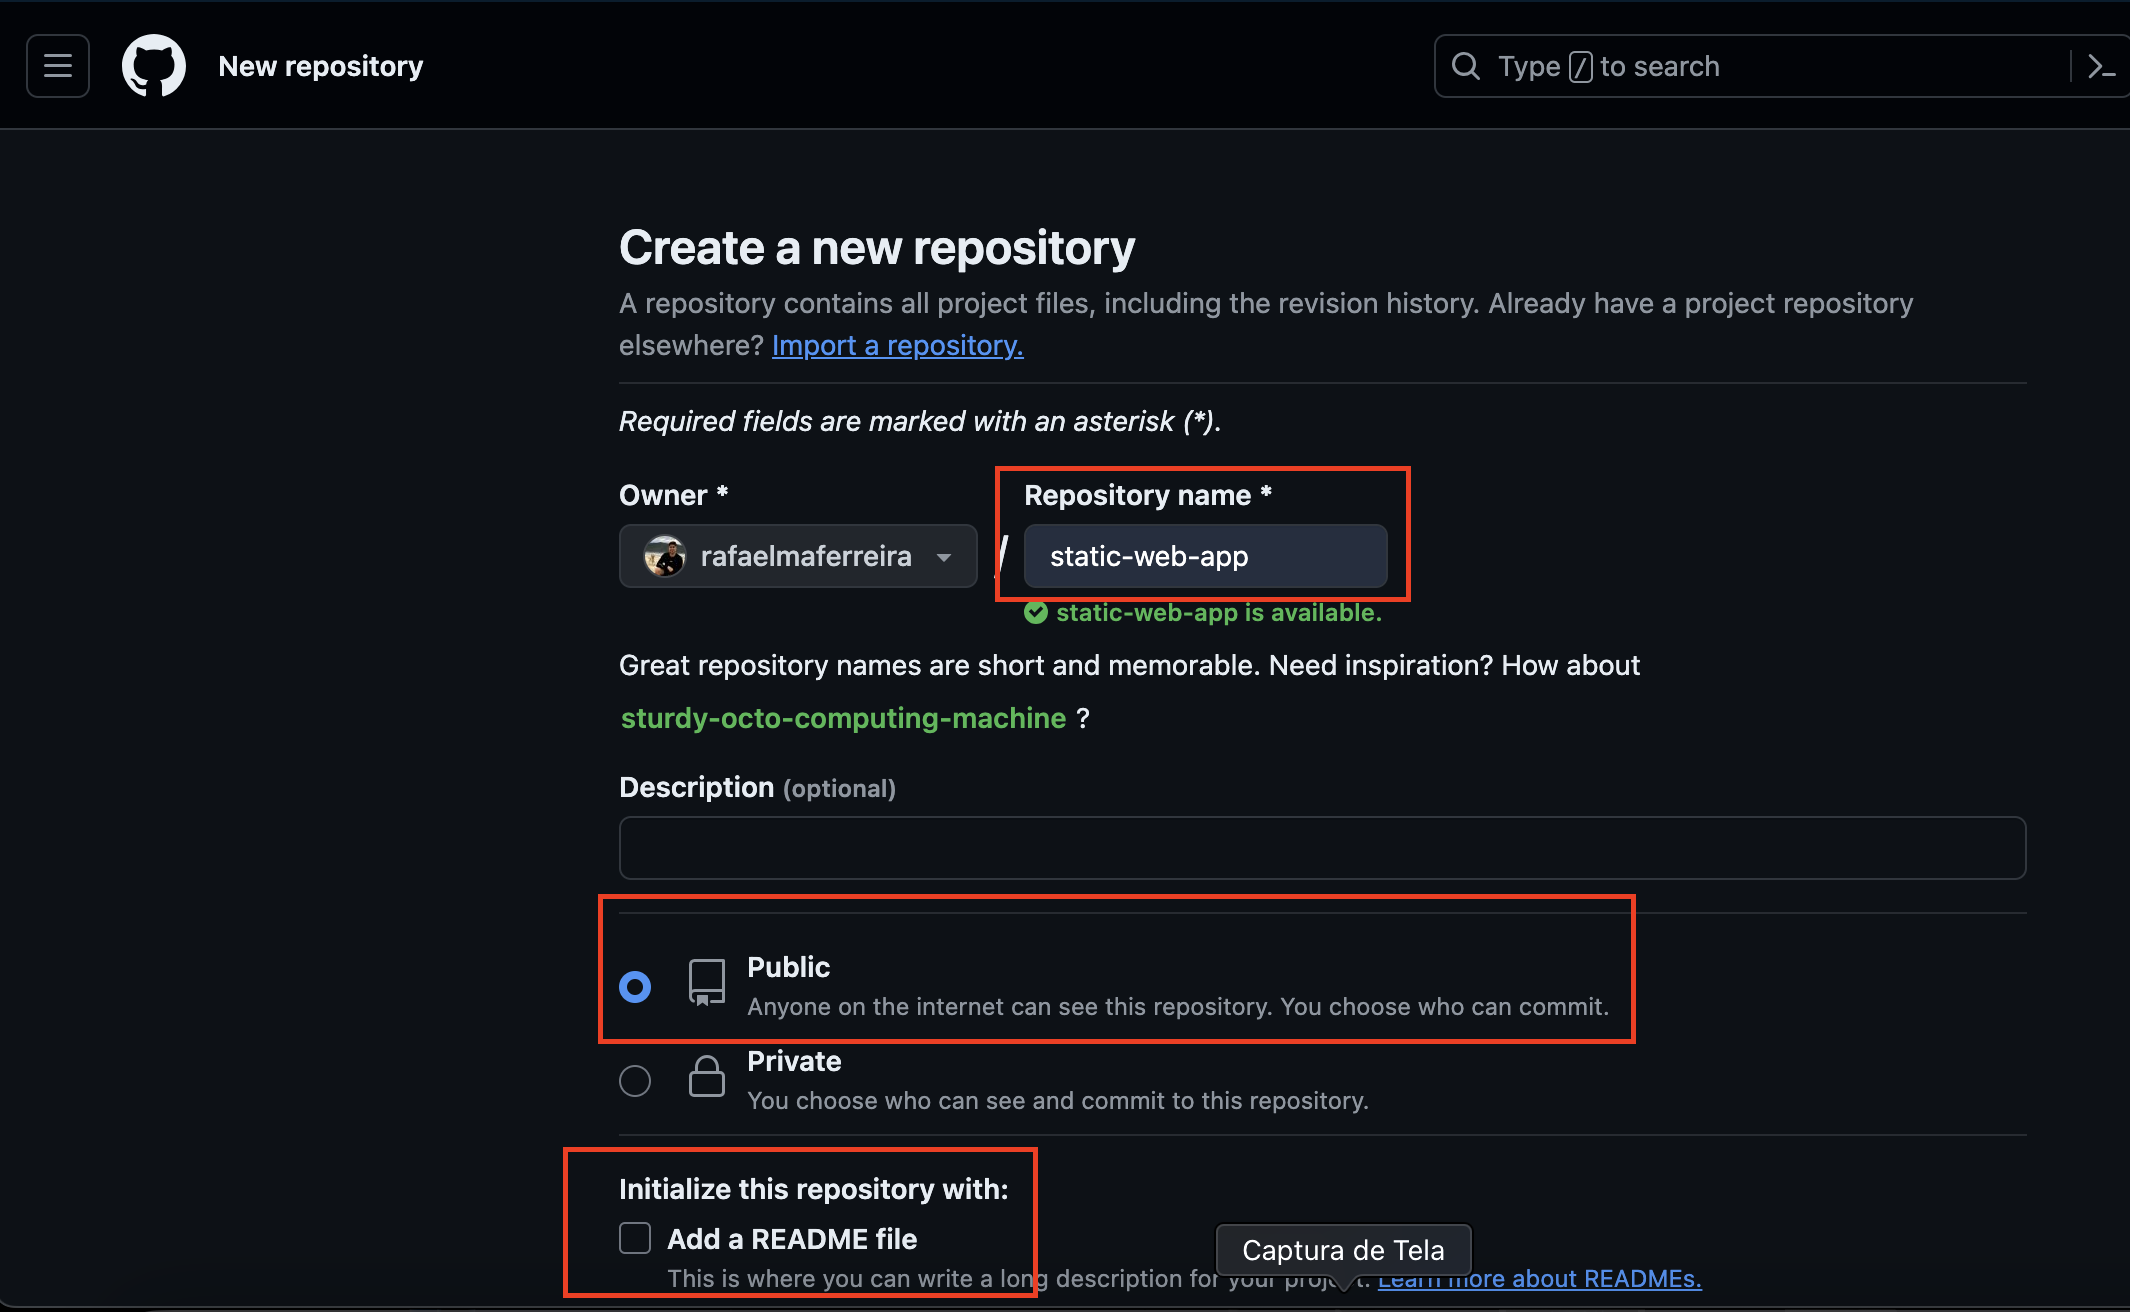 New repository
Type / to search
Create a new repository
A repository contains all project files, including the revision history. Already have a project repository
elsewhere? Import a repository.
Required fields are marked with an asterisk (*).
Owner *
Repository name *
rafaelmaferreira
/
static-web-app
static-web-app is available.
Great repository names are short and memorable. Need inspiration? How about
sturdy-octo-computing-machine ?
Description (optional)
Public
Anyone on the internet can see this repository. You choose who can commit.
Private
You choose who can see and commit to this repository.
Initialize this repository with:
Add a README file
Captura de Tela
This is where you can write a long description for your project. Learn more about READMEs.